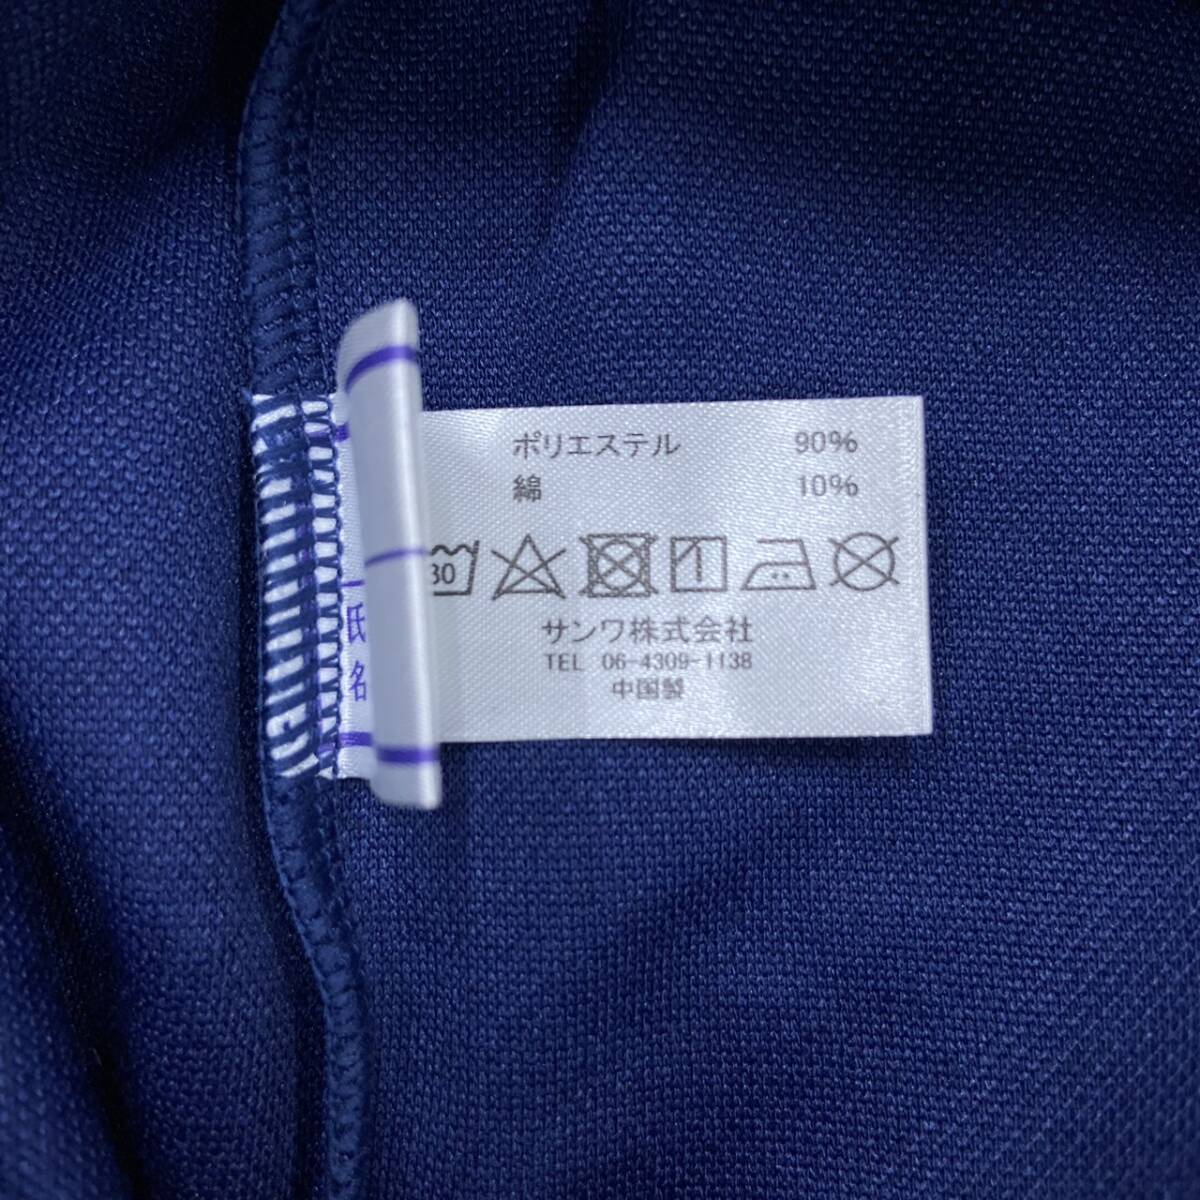 ポリエステル 90%
綿 10%
30
サンワ株式会社
TEL 06-4309-1138
中国製
氏名